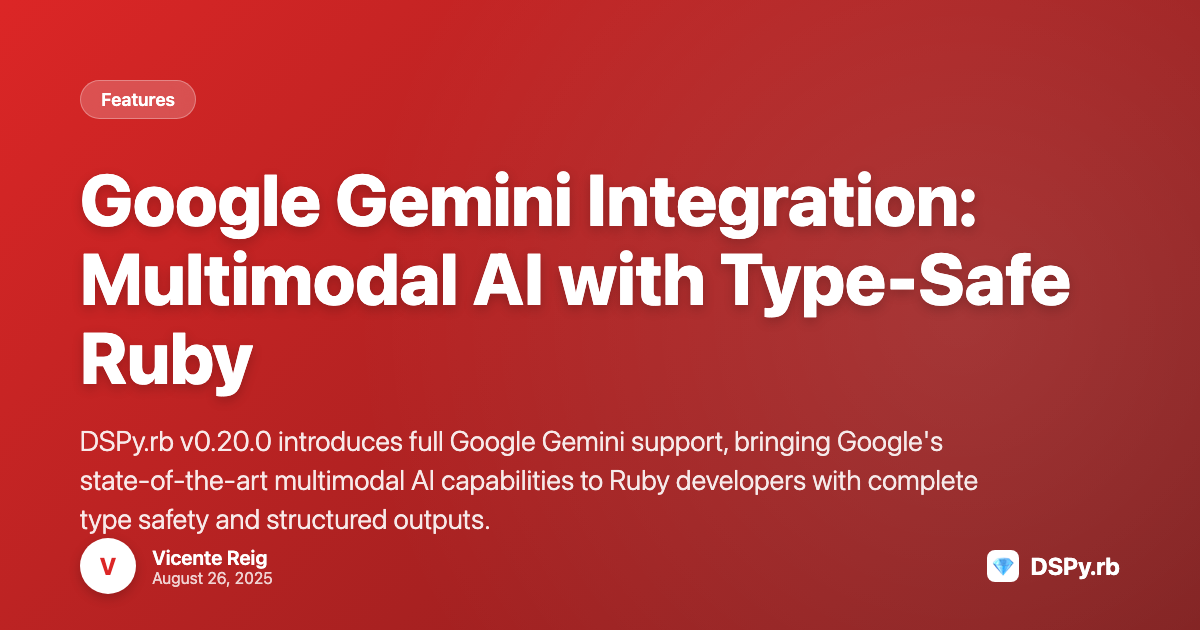 Features
Google Gemini Integration:
Multimodal AI with Type-Safe
Ruby
DSPy.rb v0.20.0 introduces full Google Gemini support, bringing Google's
state-of-the-art multimodal AI capabilities to Ruby developers with complete
type safety and structured outputs.
V
Vicente Reig
August 26, 2025
DSPy.rb